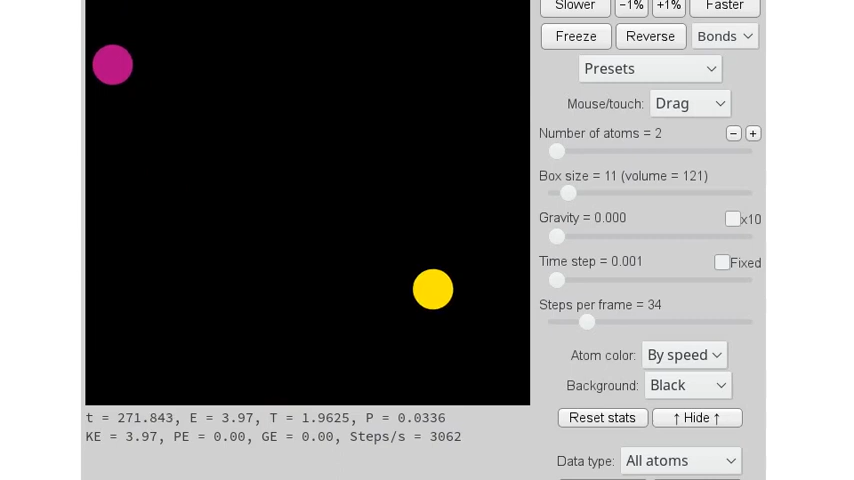 Slower −1% +1% Faster
Freeze Reverse Bonds
Presets
Mouse/touch: Drag
Number of atoms = 2 − +
Box size = 11 (volume = 121)
Gravity = 0.000 x10
Time step = 0.001 Fixed
Steps per frame = 34
Atom color: By speed
Background: Black
t = 271.843, E = 3.97, T = 1.9625, P = 0.0336
Reset stats ↑ Hide ↑
KE = 3.97, PE = 0.00, GE = 0.00, Steps/s = 3062
Data type: All atoms